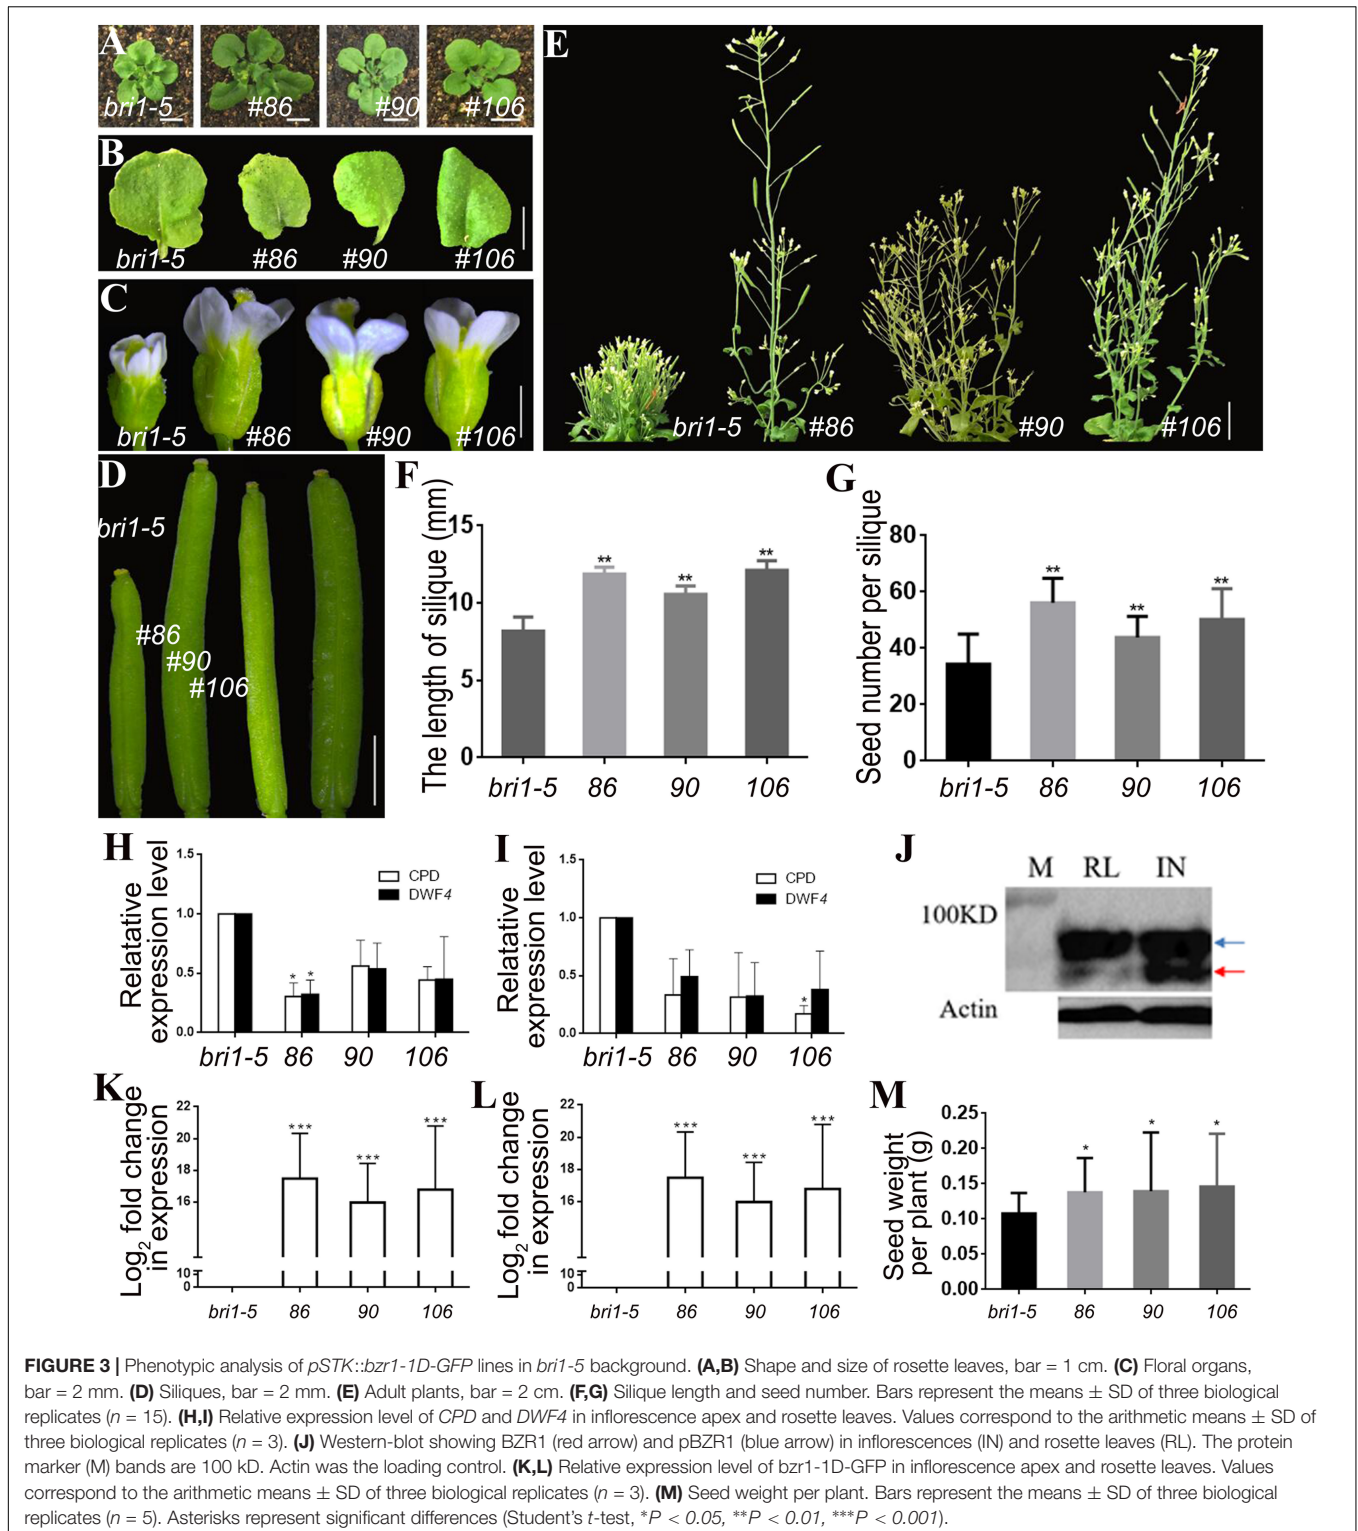 A
bri1-5
#86
#90
#106
B
bri1-5
#86
#90
#106
C
bri1-5
#86
#90
#106
E
bri1-5
#86
#90
#106
D
bri1-5
#86
#90
#106
F
The length of silique (mm)
15
10
5
0
**
**
**
bri1-5
86
90
106
G
Seed number per silique
80
60
40
20
0
**
**
**
bri1-5
86
90
106
H
Relatative
expression level
1.5
1.0
0.5
0.0
CPD
DWF4
*
*
bri1-5
86
90
106
I
Relatative
expression level
1.5
1.0
0.5
0.0
CPD
DWF4
*
bri1-5
86
90
106
J
M RL IN
100KD
Actin
K
Log2 fold change
in expression
22
20
18
16
10
0
***
***
***
bri1-5
86
90
106
L
Log2 fold change
in expression
22
20
18
16
10
0
***
***
***
bri1-5
86
90
106
M
Seed weight
per plant (g)
0.25
0.20
0.15
0.10
0.05
0.00
*
*
*
bri1-5
86
90
106
FIGURE 3 | Phenotypic analysis of pSTK::bzr1-1D-GFP lines in bri1-5 background. (A,B) Shape and size of rosette leaves, bar = 1 cm. (C) Floral organs,
bar = 2 mm. (D) Siliques, bar = 2 mm. (E) Adult plants, bar = 2 cm. (F,G) Silique length and seed number. Bars represent the means ± SD of three biological
replicates (n = 15). (H,I) Relative expression level of CPD and DWF4 in inflorescence apex and rosette leaves. Values correspond to the arithmetic means ± SD of
three biological replicates (n = 3). (J) Western-blot showing BZR1 (red arrow) and pBZR1 (blue arrow) in inflorescences (IN) and rosette leaves (RL). The protein
marker (M) bands are 100 kD. Actin was the loading control. (K,L) Relative expression level of bzr1-1D-GFP in inflorescence apex and rosette leaves. Values
correspond to the arithmetic means ± SD of three biological replicates (n = 3). (M) Seed weight per plant. Bars represent the means ± SD of three biological
replicates (n = 5). Asterisks represent significant differences (Student's t-test, *P < 0.05, **P < 0.01, ***P < 0.001).